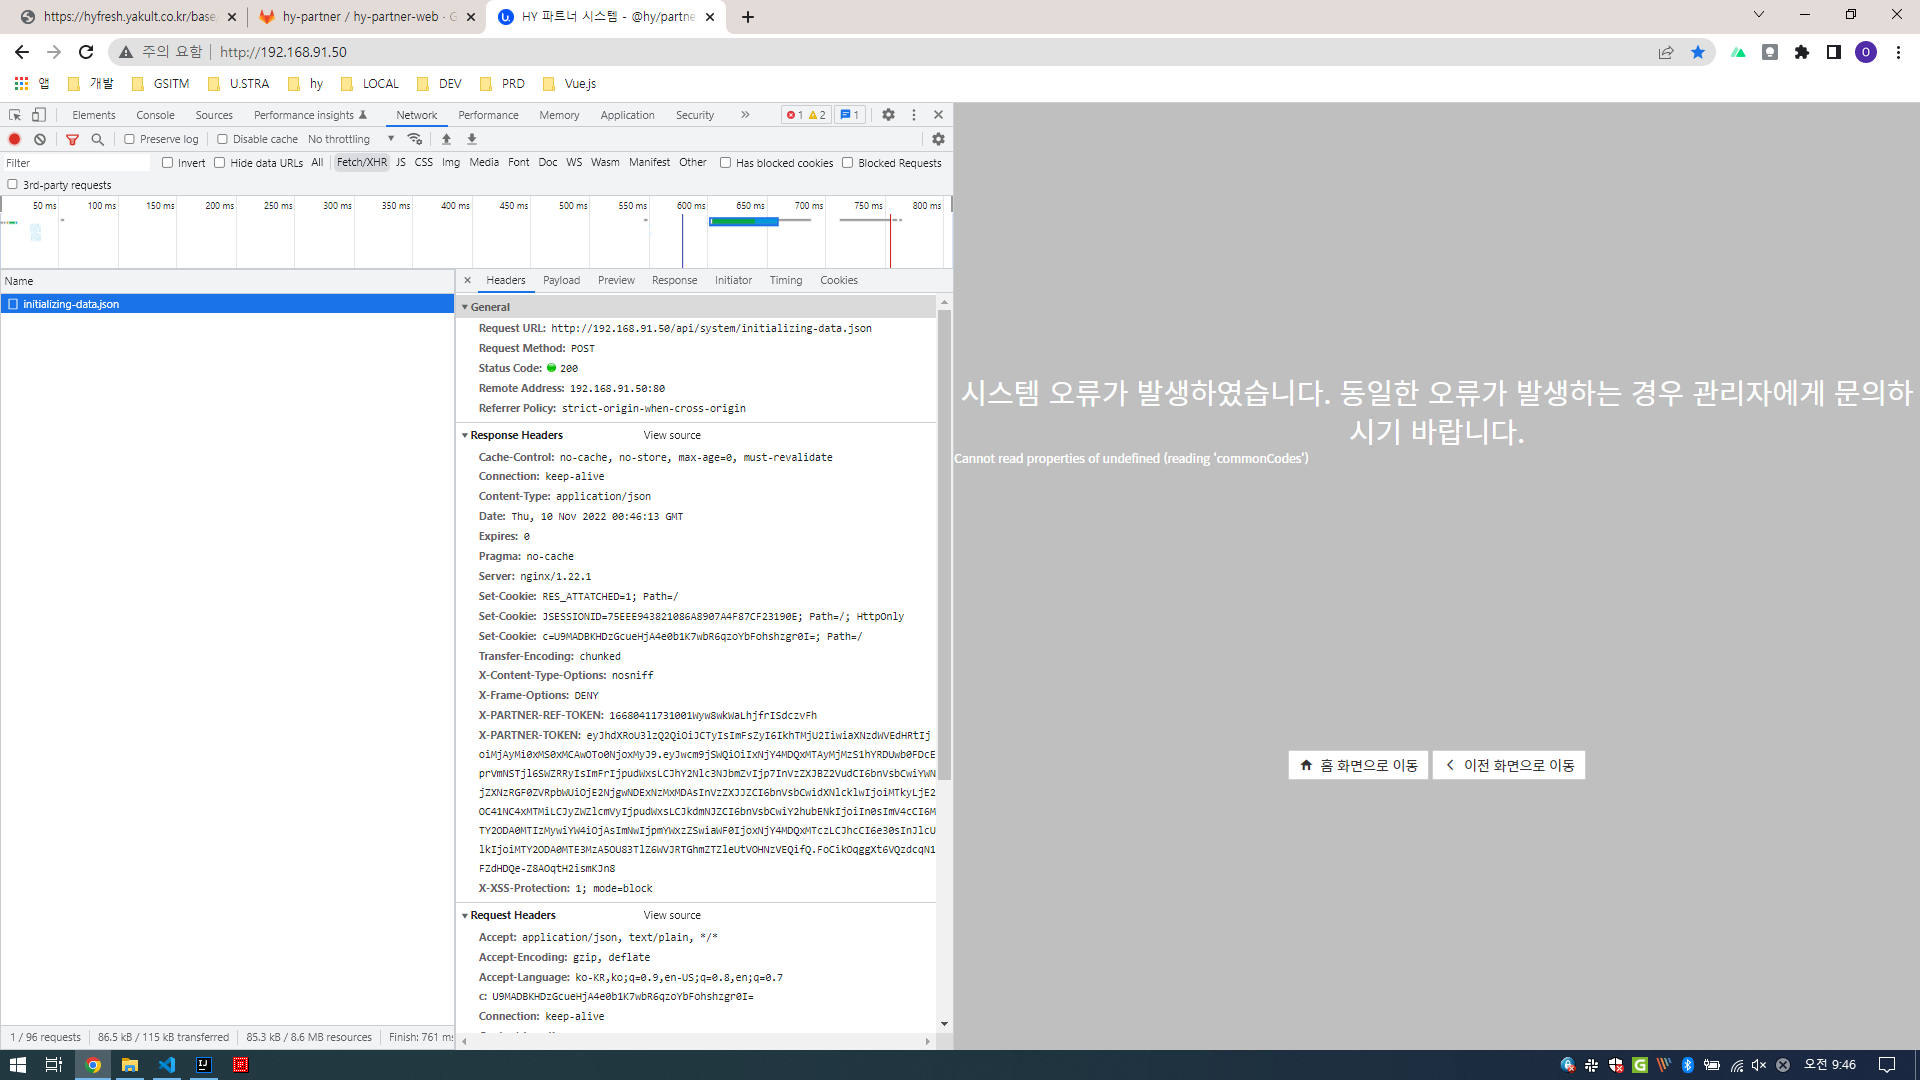 https://hyfresh.yakult.co.kr/base
hy-partner / hy-partner-web · G
HY 파트너 시스템 - @hy/partne
주의 요함
http://192.168.91.50
O
앱
개발
GSITM
U.STRA
hy
LOCAL
DEV
PRD
Vue.js
Elements
Console
Sources
Performance insights
Network
Performance
Memory
Application
Security
1
2
1
Preserve log
Disable cache
No throttling
Filter
Invert
Hide data URLs
All
Fetch/XHR
JS
CSS
Img
Media
Font
Doc
WS
Wasm
Manifest
Other
Has blocked cookies
Blocked Requests
3rd-party requests
50 ms
100 ms
150 ms
200 ms
250 ms
300 ms
350 ms
400 ms
450 ms
500 ms
550 ms
600 ms
650 ms
700 ms
750 ms
800 ms
Name
initializing-data.json
Headers
Payload
Preview
Response
Initiator
Timing
Cookies
General
Request URL: http://192.168.91.50/api/system/initializing-data.json
Request Method: POST
Status Code: 200
Remote Address: 192.168.91.50:80
Referrer Policy: strict-origin-when-cross-origin
Response Headers
View source
Cache-Control: no-cache, no-store, max-age=0, must-revalidate
Connection: keep-alive
Content-Type: application/json
Date: Thu, 10 Nov 2022 00:46:13 GMT
Expires: 0
Pragma: no-cache
Server: nginx/1.22.1
Set-Cookie: RES_ATTATCHED=1; Path=/
Set-Cookie: JSESSIONID=75EEE943821086A8907A4F87CF23190E; Path=/; HttpOnly
Set-Cookie: c=U9MADBKHDzGcueHjA4e0b1K7wbR6qzoYbFohshzgr0I=; Path=/
Transfer-Encoding: chunked
X-Content-Type-Options: nosniff
X-Frame-Options: DENY
X-PARTNER-REF-TOKEN: 16680411731001Wyw8wkWaLhjfrISdczvFh
X-PARTNER-TOKEN: eyJhdXRoU3lzQ2QiOiJCTyIsImFsZyI6IkhTMjU2IiwiaXNzdWVEdHRtIj
oiMjAyMi0xMS0xMCAwOTo0NjoxMyJ9.eyJwcm9jSWQiOiIxNjY4MDQxMTAyMjMzS1hYRDUwb0FDcE
prVmNSTjl6SWZRRyIsImFrIjpudWxsLCJhY2Nlc3NJbmZvIjp7InVzZXJBZ2VudCI6bnVsbCwiYWN
jZXNzRGF0ZVRpbWUiOjE2NjgwNDExNzMxMDAsInVzZXJJZCI6bnVsbCwidXNlcklwIjoiMTkyLjE2
OC41NC4xMTMiLCJyZWZlcmVyIjpudWxsLCJkdmNJZCI6bnVsbCwiY2hubENkIjoiIn0sImV4cCI6M
TY2ODA0MTIzMywiYW4iOjAsImNwIjpmYWxzZSwiaWF0IjoxNjY4MDQxMTczLCJhcCI6e30sInJlcU
lkIjoiMTY2ODA0MTE3MzA5OU83TlZ6WVJRTGhmZTZleUtVOHNzVEQifQ.FoCikOqggXt6VQzdcqN1
FZdHDQe-Z8AOqtH2ismKJn8
X-XSS-Protection: 1; mode=block
Request Headers
View source
Accept: application/json, text/plain, */*
Accept-Encoding: gzip, deflate
Accept-Language: ko-KR,ko;q=0.9,en-US;q=0.8,en;q=0.7
c: U9MADBKHDzGcueHjA4e0b1K7wbR6qzoYbFohshzgr0I=
Connection: keep-alive
1 / 96 requests
86.5 kB / 115 kB transferred
85.3 kB / 8.6 MB resources
Finish: 761 ms
시스템 오류가 발생하였습니다. 동일한 오류가 발생하는 경우 관리자에게 문의하
시기 바랍니다.
Cannot read properties of undefined (reading 'commonCodes')
홈 화면으로 이동
이전 화면으로 이동
오전 9:46